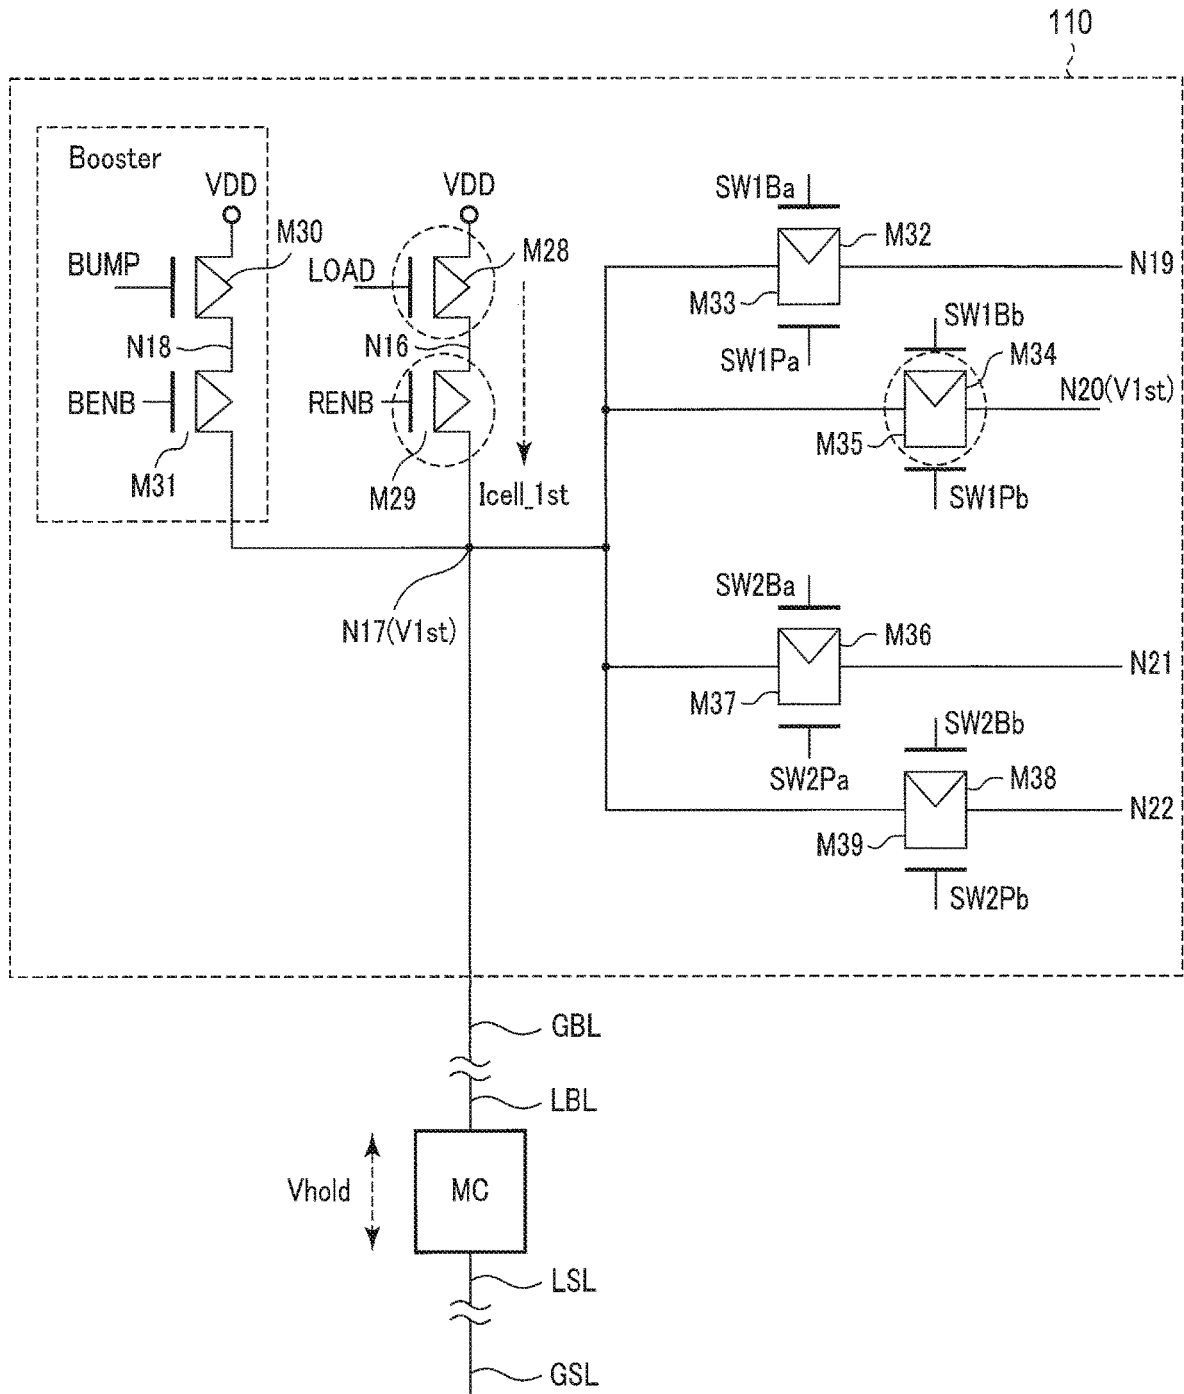 110
Booster
VDD
BUMP
M30
N18
BENB
M31
VDD
LOAD
M28
N16
RENB
M29
Icell_1st
N17(V1st)
SW1Ba
M32
N19
M33
SW1Pa
SW1Bb
M34
N20(V1st)
M35
SW1Pb
SW2Ba
M36
N21
M37
SW2Pa
SW2Bb
M38
N22
M39
SW2Pb
GBL
LBL
Vhold
MC
LSL
GSL